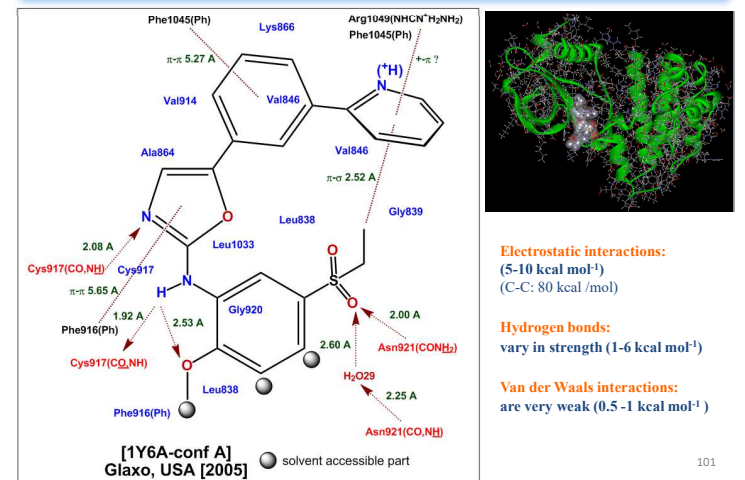 Phe1045(Ph)
Lys866
Arg1049(NHCN⁺H₂NH₂)
Phe1045(Ph)
π-π 5.27 A
+-π ?
(⁺H)
N
Val914
Val846
Val846
Ala864
π-σ 2.52 A
N
O
Leu838
Gly839
2.08 A
Leu1033
Cys917(CO,NH)
Cys917
O
S
N
π-π 5.65 A
H
Gly920
O
1.92 A
2.53 A
2.00 A
Phe916(Ph)
2.60 A
Asn921(CONH₂)
Cys917(CO,NH)
O
H₂O29
Leu838
2.25 A
Phe916(Ph)
Asn921(CO,NH)
[1Y6A-conf A]
Glaxo, USA [2005]
solvent accessible part
Electrostatic interactions:
(5-10 kcal mol⁻¹)
(C-C: 80 kcal /mol)
Hydrogen bonds:
vary in strength (1-6 kcal mol⁻¹)
Van der Waals interactions:
are very weak (0.5 -1 kcal mol⁻¹ )
101